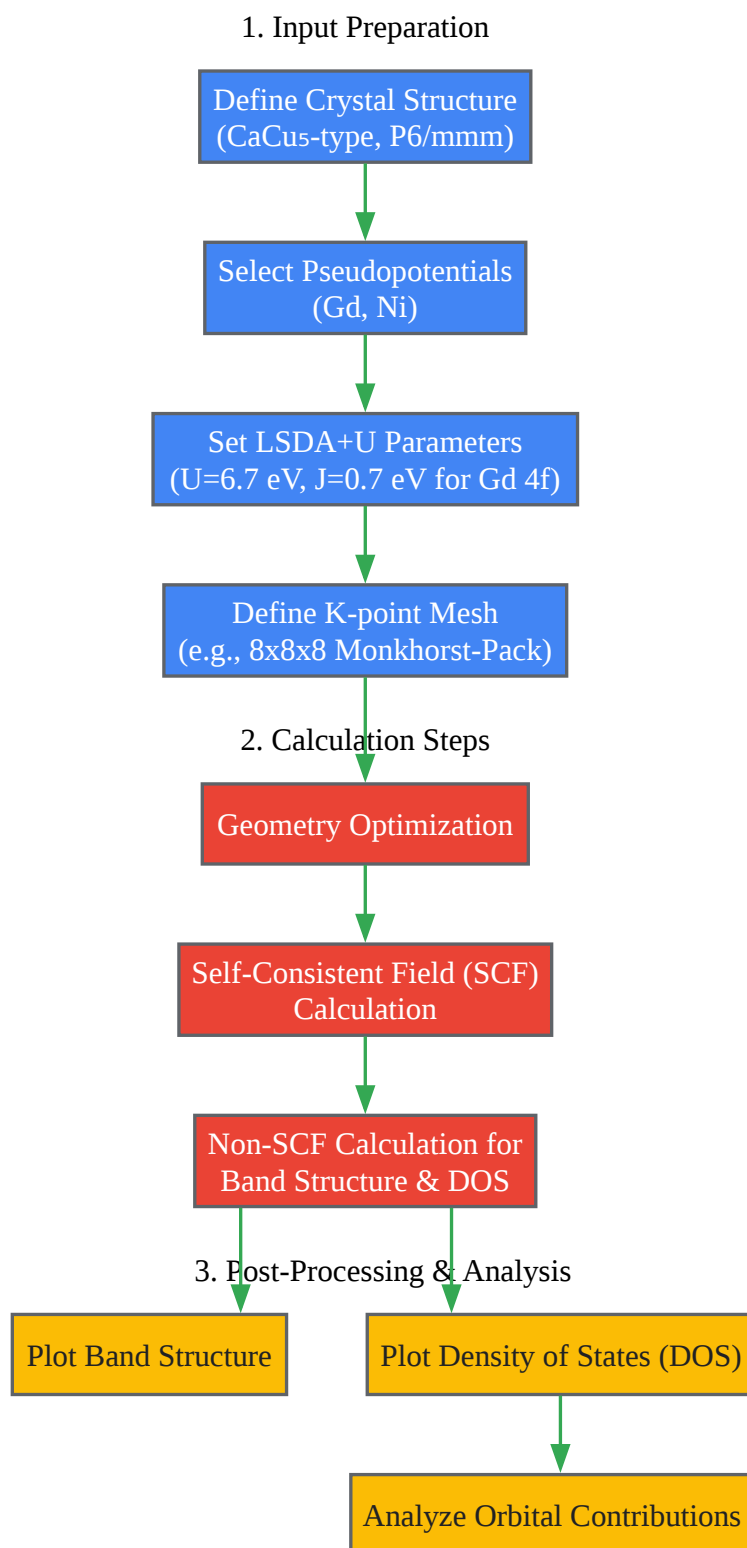 1. Input Preparation
Define Crystal Structure
(CaCu₅-type, P6/mmm)
Select Pseudopotentials
(Gd, Ni)
Set LSDA+U Parameters
(U=6.7 eV, J=0.7 eV for Gd 4f)
Define K-point Mesh
(e.g., 8x8x8 Monkhorst-Pack)
2. Calculation Steps
Geometry Optimization
Self-Consistent Field (SCF)
Calculation
Non-SCF Calculation for
Band Structure & DOS
3. Post-Processing & Analysis
Plot Band Structure
Plot Density of States (DOS)
Analyze Orbital Contributions